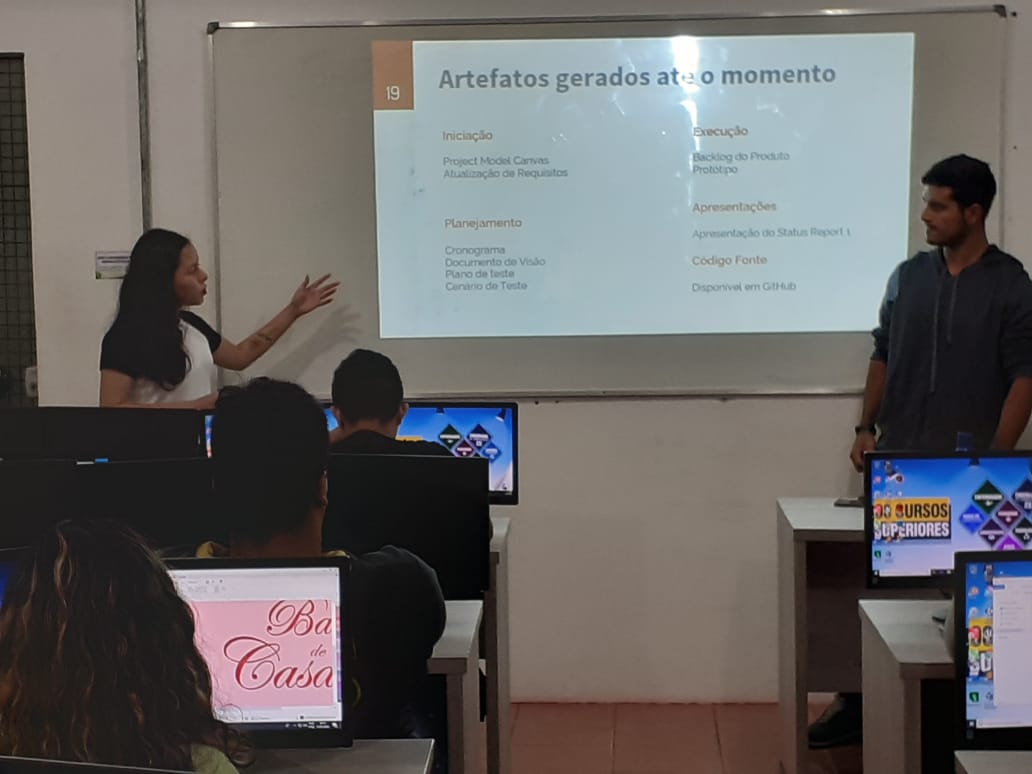 19
Artefatos gerados até o momento
Iniciação
Project Model Canvas
Atualização de Requisitos
Planejamento
Cronograma
Documento de Visão
Plano de teste
Cenário de Teste
Execução
Backlog do Produto
Protótipo
Apresentações
Apresentação do Status Report 1
Código Fonte
Disponível em GitHub
CURSOS
SUPERIORES
de
Casa